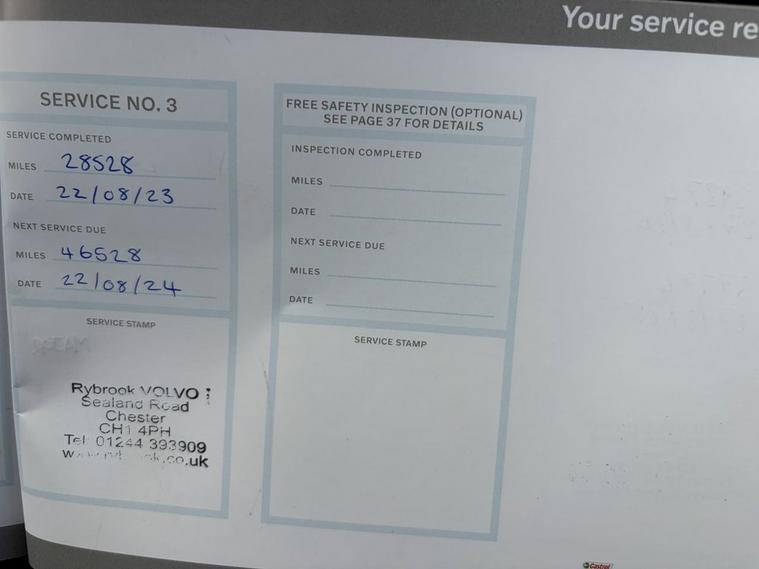 Your service re
SERVICE NO. 3
SERVICE COMPLETED
MILES 28528
DATE 22/08/23
NEXT SERVICE DUE
MILES 46528
DATE 22/08/24
SERVICE STAMP
Rybrook VOLVO
Sealand Road
Chester
CH1 4PH
Tel: 01244 393909
FREE SAFETY INSPECTION (OPTIONAL)
SEE PAGE 37 FOR DETAILS
INSPECTION COMPLETED
MILES
DATE
NEXT SERVICE DUE
MILES
DATE
SERVICE STAMP
Castrol